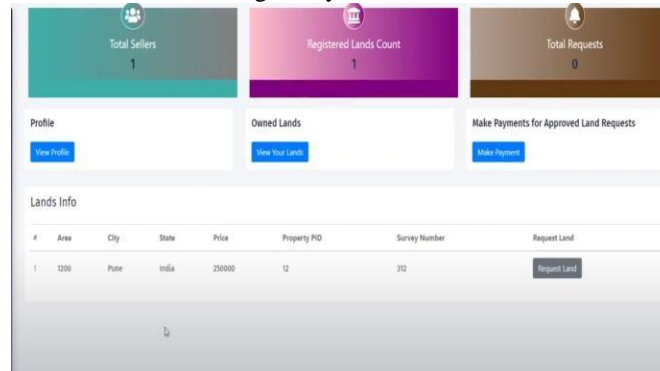 Total Sellers
1
Registered Lands Count
1
Total Requests
0
Profile
View Profile
Owned Lands
View Your Lands
Make Payments for Approved Land Requests
Make Payment
Lands Info
# Area City State Price Property PID Survey Number Request Land
1 1200 Pune India 250000 12 312 Request Land